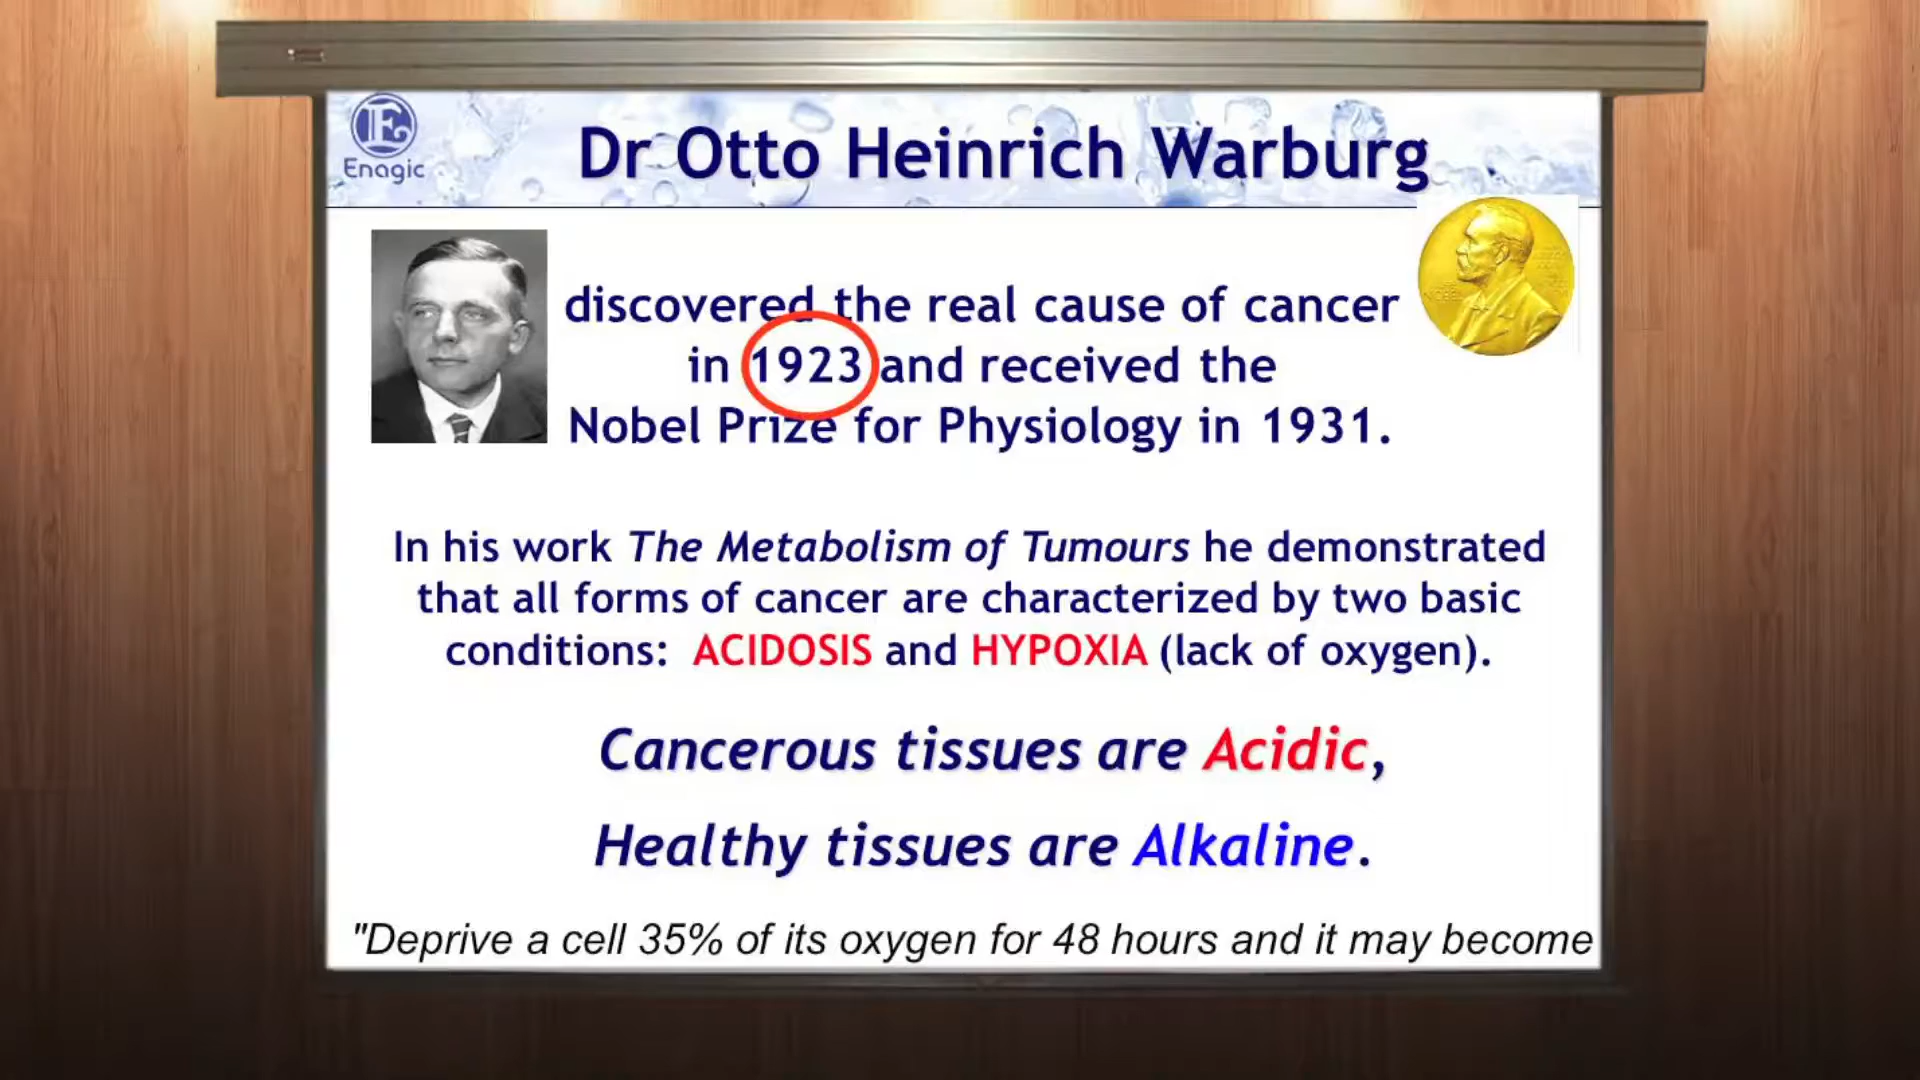 Enagic
Dr Otto Heinrich Warburg
discovered the real cause of cancer
in 1923 and received the
Nobel Prize for Physiology in 1931.
In his work The Metabolism of Tumours he demonstrated
that all forms of cancer are characterized by two basic
conditions: ACIDOSIS and HYPOXIA (lack of oxygen).
Cancerous tissues are Acidic,
Healthy tissues are Alkaline.
"Deprive a cell 35% of its oxygen for 48 hours and it may become